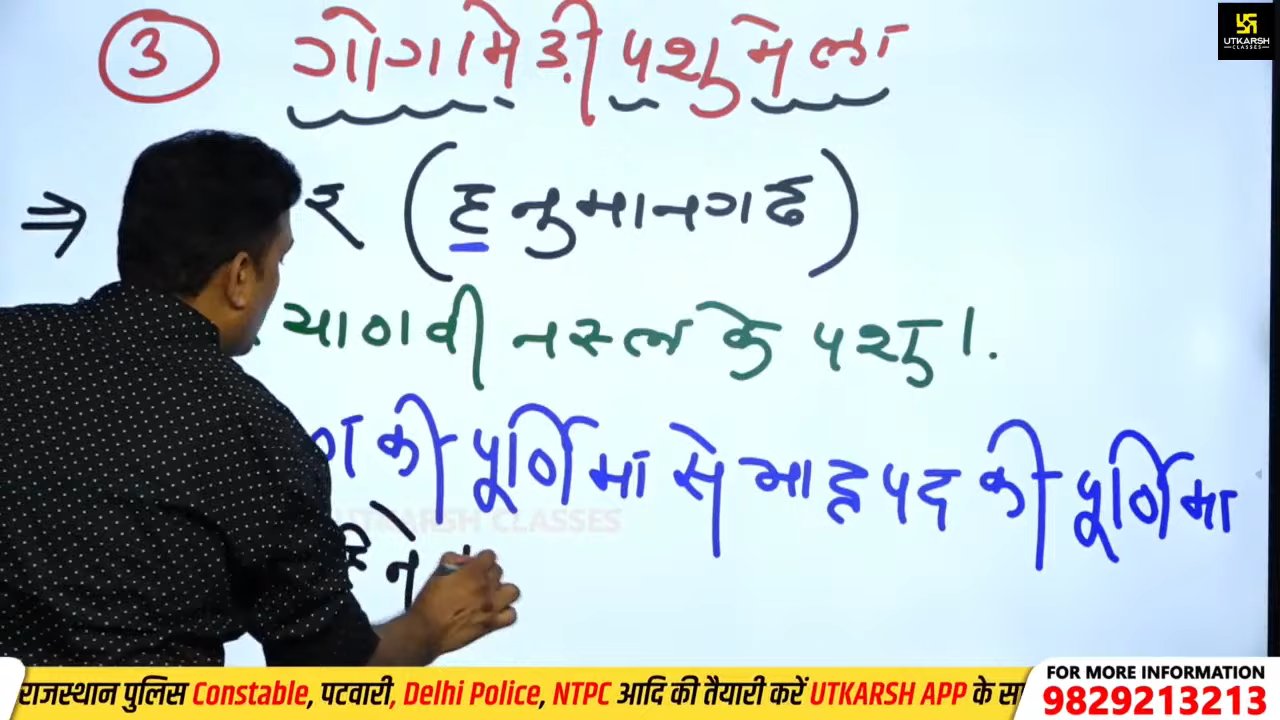 UTKARSH
CLASSES
3 गोगामेड़ी पशु मेला
⇒ र (हनुमानगढ)
याणवी नस्ल के पशु।
ण की पूर्णिमा से भाद्रपद की पूर्णिमा
UTKARSH CLASSES
राजस्थान पुलिस Constable, पटवारी, Delhi Police, NTPC आदि की तैयारी करें UTKARSH APP के
FOR MORE INFORMATION
9829213213